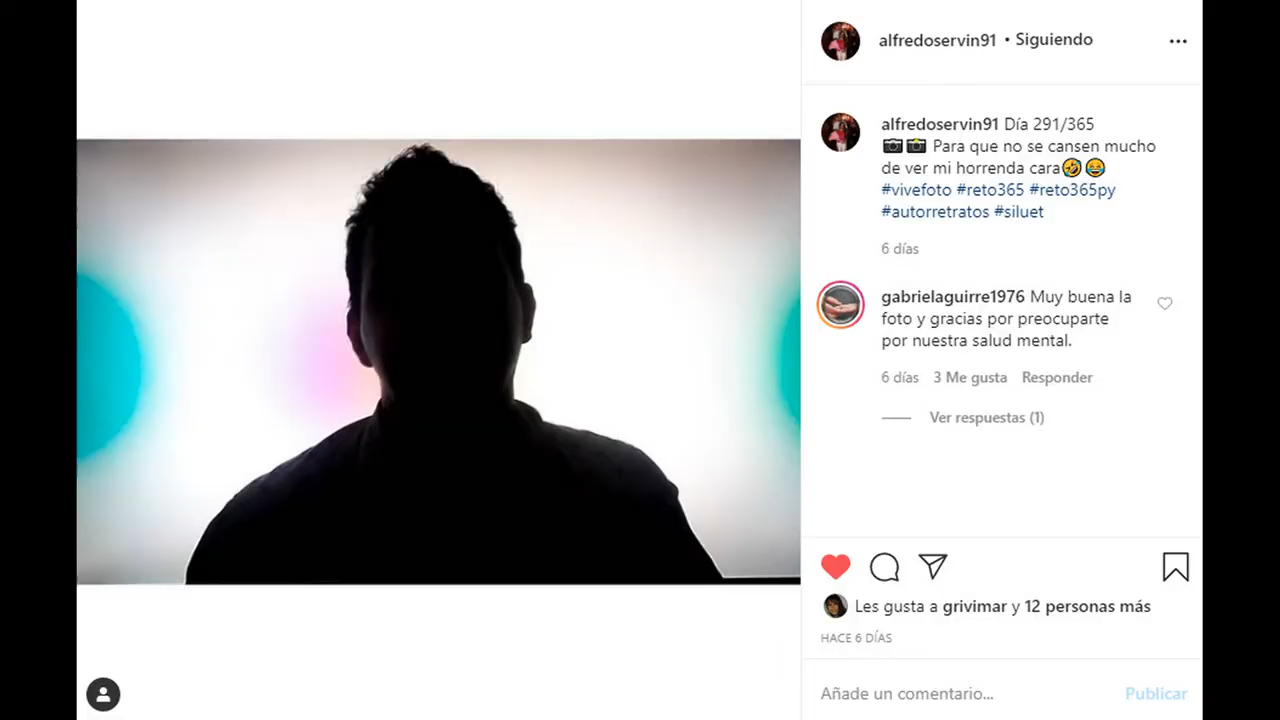 alfredoservin91 • Siguiendo
alfredoservin91 Día 291/365
📷📸 Para que no se cansen mucho
de ver mi horrenda cara🤣😂
#vivefoto #reto365 #reto365py
#autorretratos #siluet
6 días
gabrielaguirre1976 Muy buena la
foto y gracias por preocuparte
por nuestra salud mental.
6 días 3 Me gusta Responder
Ver respuestas (1)
Les gusta a grivimar y 12 personas más
HACE 6 DÍAS
Añade un comentario... Publicar